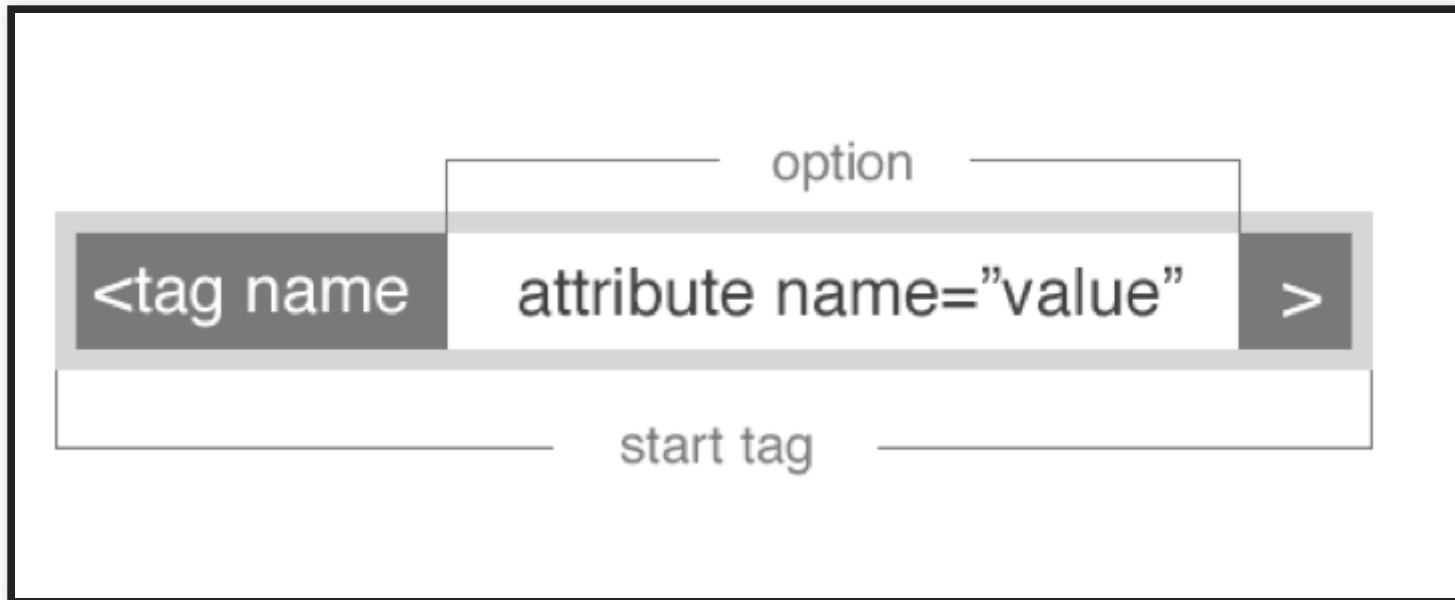 option
<tag name attribute name=”value” >
start tag